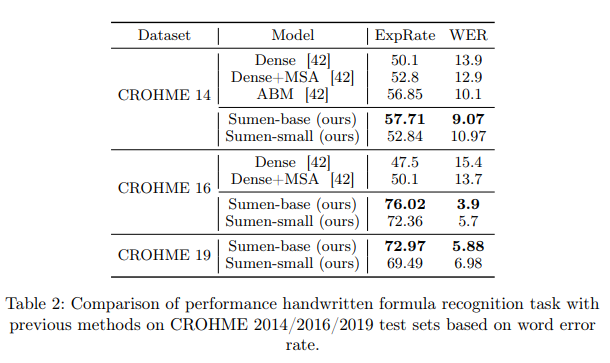 Dataset Model ExpRate WER
Dense [42] 50.1 13.9
Dense+MSA [42] 52.8 12.9
CROHME 14 ABM [42] 56.85 10.1
Sumen-base (ours) 57.71 9.07
Sumen-small (ours) 52.84 10.97
Dense [42] 47.5 15.4
CROHME 16 Dense+MSA [42] 50.1 13.7
Sumen-base (ours) 76.02 3.9
Sumen-small (ours) 72.36 5.7
CROHME 19 Sumen-base (ours) 72.97 5.88
Sumen-small (ours) 69.49 6.98
Table 2: Comparison of performance handwritten formula recognition task with
previous methods on CROHME 2014/2016/2019 test sets based on word error
rate.